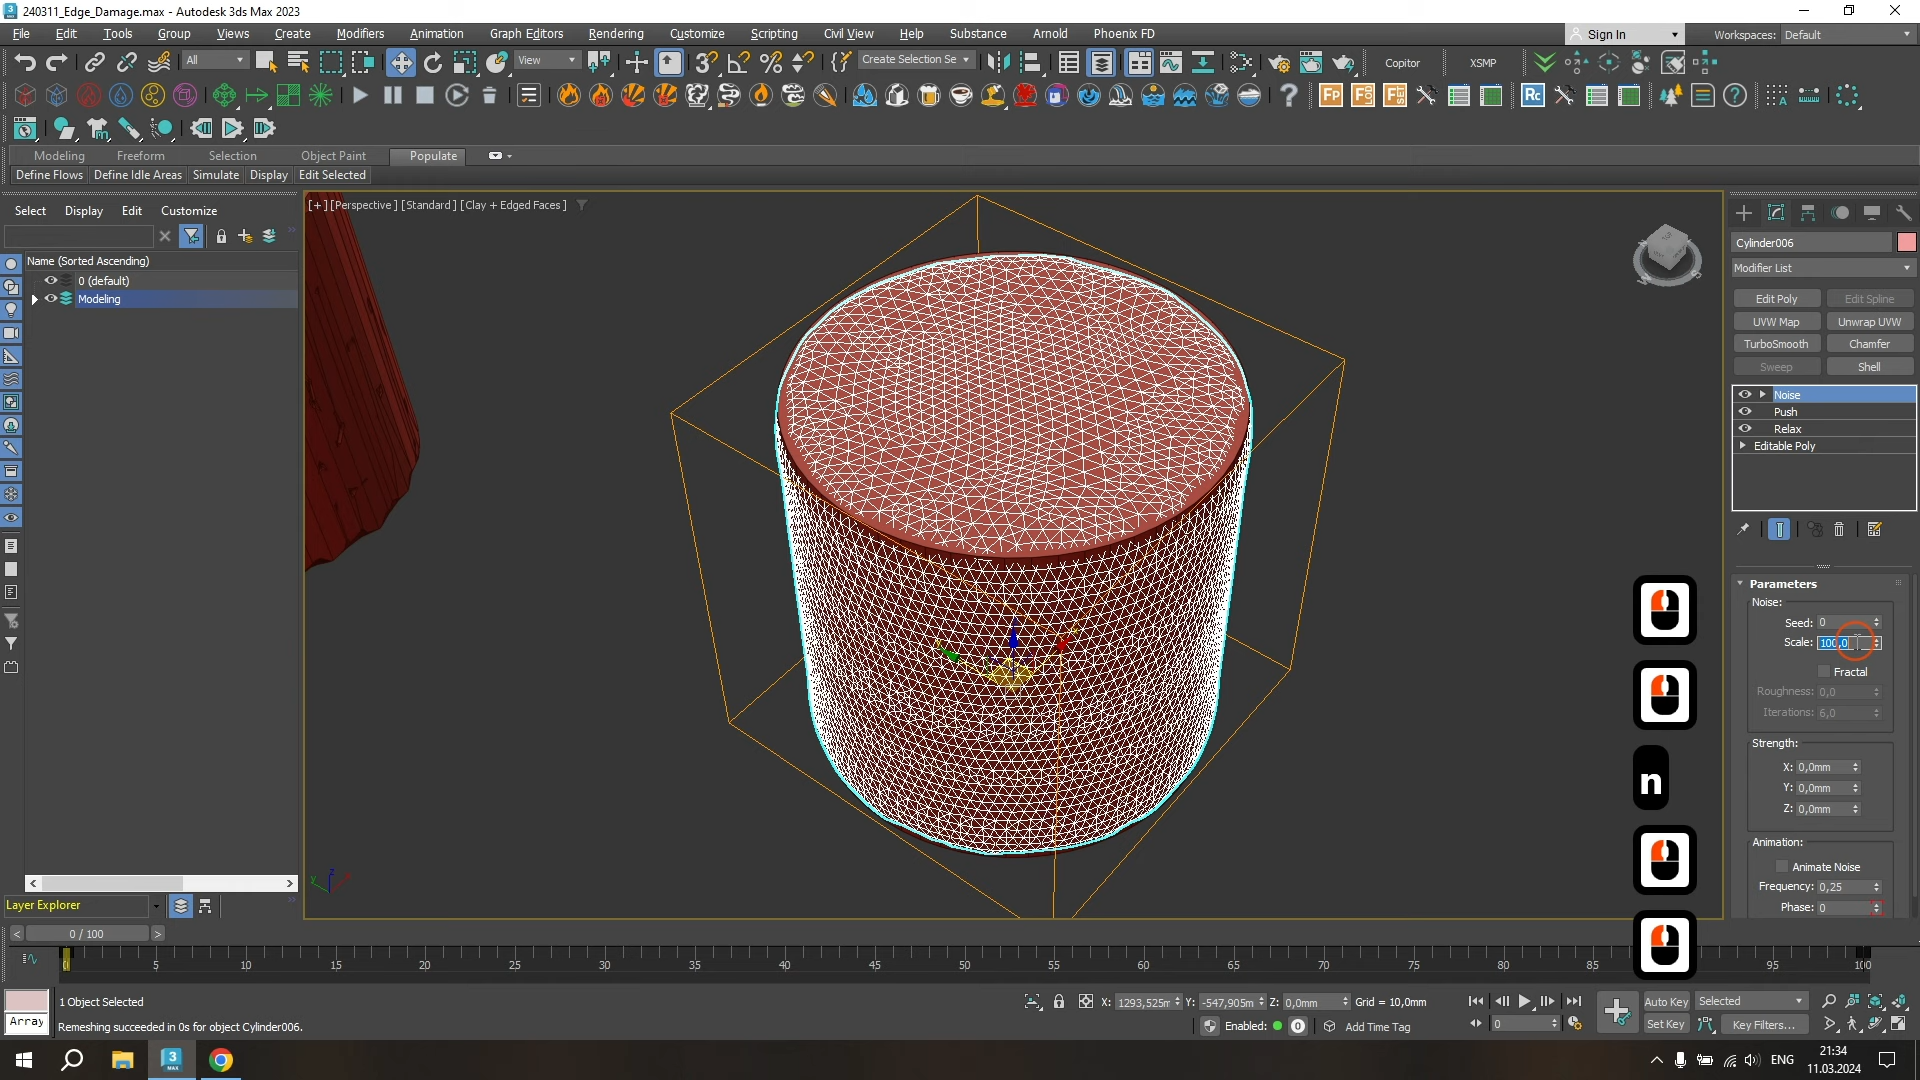 240311_Edge_Damage.max - Autodesk 3ds Max 2023
File Edit Tools Group Views Create Modifiers Animation Graph Editors Rendering Customize Scripting Civil View Help Substance Arnold Phoenix FD
Sign In Workspaces: Default
All View Create Selection Se Copitor XSMP
Modeling Freeform Selection Object Paint Populate
Define Flows Define Idle Areas Simulate Display Edit Selected
Select Display Edit Customize
[+] [Perspective ] [Standard ] [Clay + Edged Faces ]
Name (Sorted Ascending)
0 (default)
Modeling
Cylinder006
Modifier List
Edit Poly Edit Spline
UVW Map Unwrap UVW
TurboSmooth Chamfer
Sweep Shell
Noise
Push
Relax
Editable Poly
Parameters
Noise:
Seed: 0
Scale: 100,0
Fractal
Roughness: 0,0
Iterations: 6,0
Strength:
X: 0,0mm
Y: 0,0mm
Z: 0,0mm
Animation:
Animate Noise
Frequency: 0,25
Phase: 0
n
Layer Explorer
0 / 100
0 5 10 15 20 25 30 35 40 45 50 55 60 65 70 75 80 85 95 100
1 Object Selected
X: 1293,525m Y: -547,905m Z: 0,0mm Grid = 10,0mm
Auto Key Selected
Array
Remeshing succeeded in 0s for object Cylinder006.
Enabled: 0 Add Time Tag
0
Set Key Key Filters...
ENG
21:34
11.03.2024